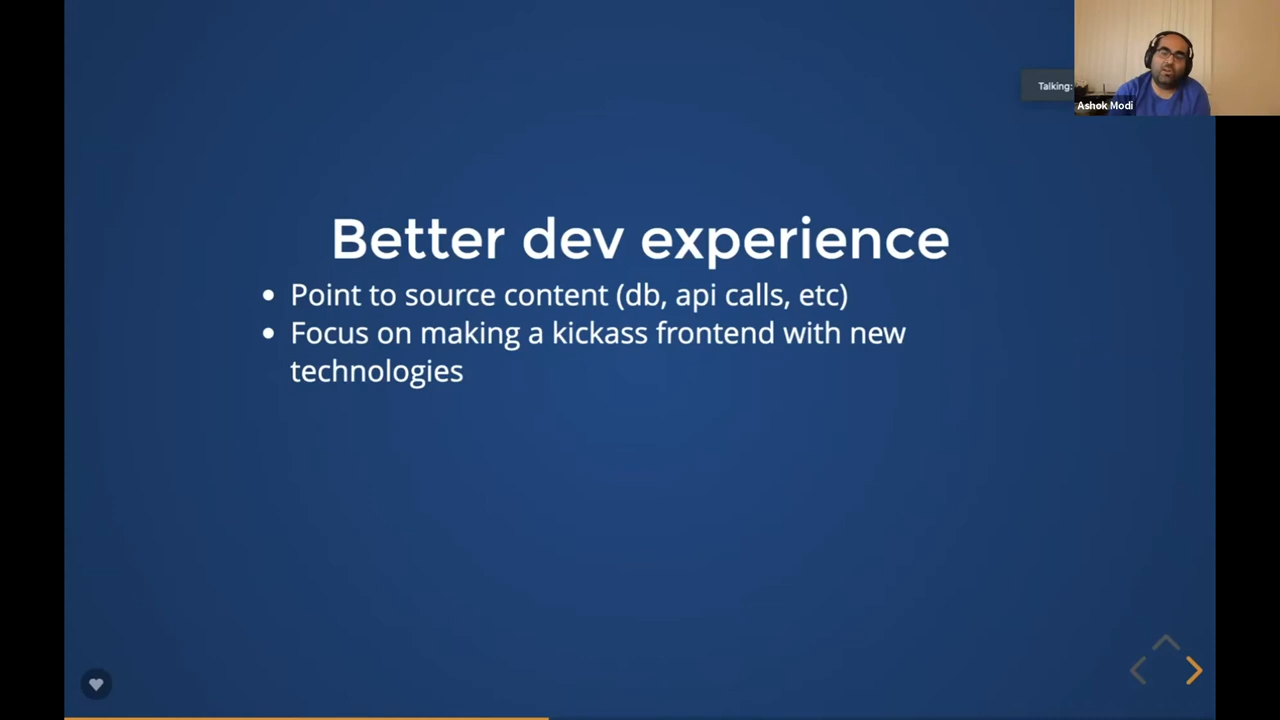 Talking:
Ashok Modi
Better dev experience
Point to source content (db, api calls, etc)
Focus on making a kickass frontend with new
technologies